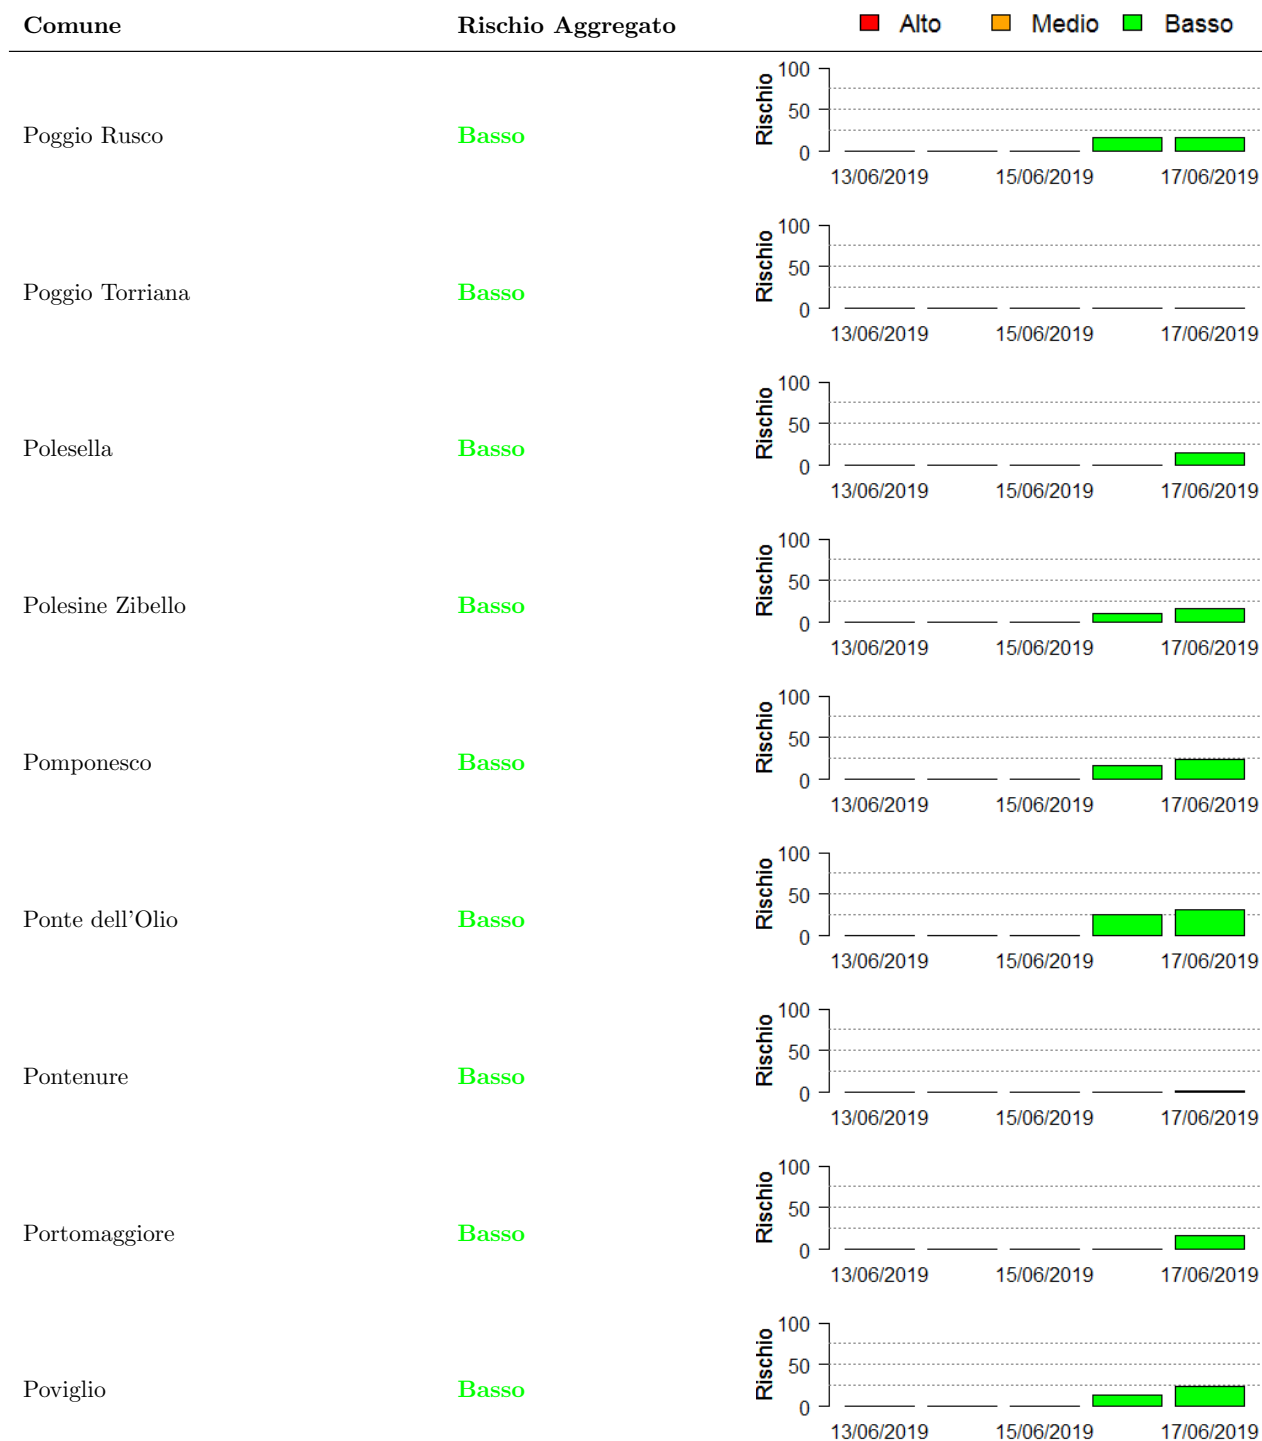 Comune Rischio Aggregato Alto Medio Basso
100
50
0
Rischio
Poggio Rusco Basso
13/06/2019 15/06/2019 17/06/2019
100
50
0
Rischio
Poggio Torriana Basso
13/06/2019 15/06/2019 17/06/2019
100
50
0
Rischio
Polesella Basso
13/06/2019 15/06/2019 17/06/2019
100
50
0
Rischio
Polesine Zibello Basso
13/06/2019 15/06/2019 17/06/2019
100
50
0
Rischio
Pomponesco Basso
13/06/2019 15/06/2019 17/06/2019
100
50
0
Rischio
Ponte dell'Olio Basso
13/06/2019 15/06/2019 17/06/2019
100
50
0
Rischio
Pontenure Basso
13/06/2019 15/06/2019 17/06/2019
100
50
0
Rischio
Portomaggiore Basso
13/06/2019 15/06/2019 17/06/2019
100
50
0
Rischio
Poviglio Basso
13/06/2019 15/06/2019 17/06/2019